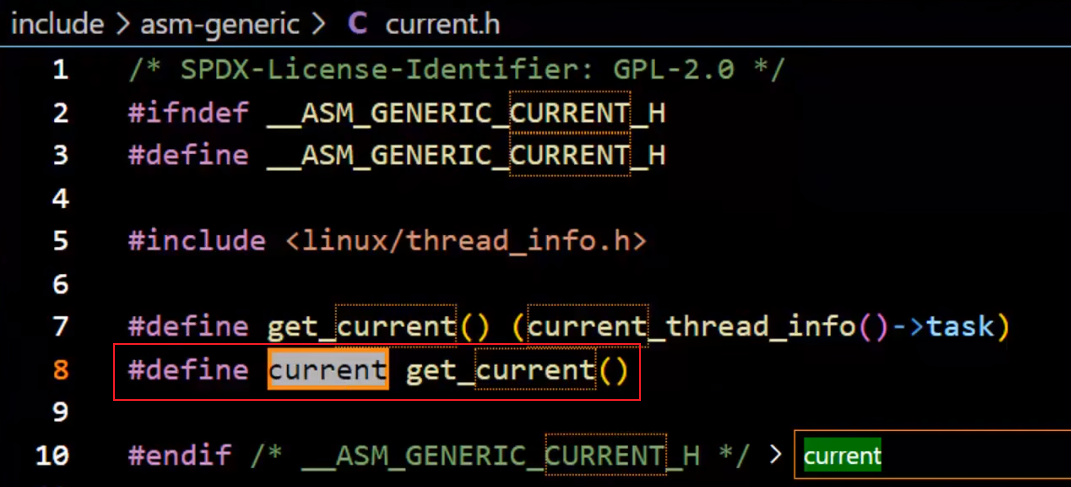 include > asm-generic > C current.h
1 /* SPDX-License-Identifier: GPL-2.0 */
2 #ifndef __ASM_GENERIC_CURRENT_H
3 #define __ASM_GENERIC_CURRENT_H
4
5 #include <linux/thread_info.h>
6
7 #define get_current() (current_thread_info()->task)
8 #define current get_current()
9
10 #endif /* __ASM_GENERIC_CURRENT_H */ > current